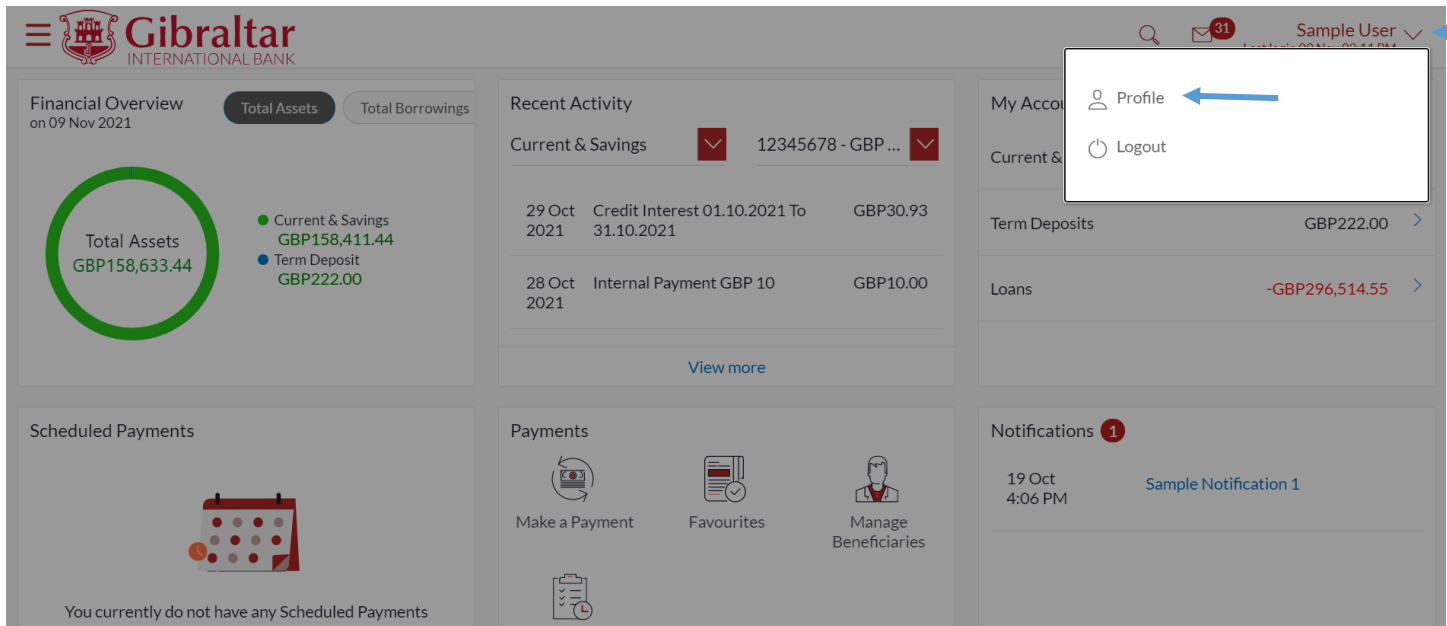 Gibraltar
INTERNATIONAL BANK
31
Sample User
Profile
Logout
Financial Overview
on 09 Nov 2021
Total Assets
Total Borrowings
Total Assets
GBP158,633.44
Current & Savings
GBP158,411.44
Term Deposit
GBP222.00
Recent Activity
Current & Savings
12345678 - GBP ...
29 Oct 2021
Credit Interest 01.10.2021 To
31.10.2021
GBP30.93
28 Oct 2021
Internal Payment GBP 10
GBP10.00
View more
My Accou
Current &
Term Deposits
GBP222.00
Loans
-GBP296,514.55
Scheduled Payments
You currently do not have any Scheduled Payments
Payments
Make a Payment
Favourites
Manage
Beneficiaries
Notifications 1
19 Oct
4:06 PM
Sample Notification 1